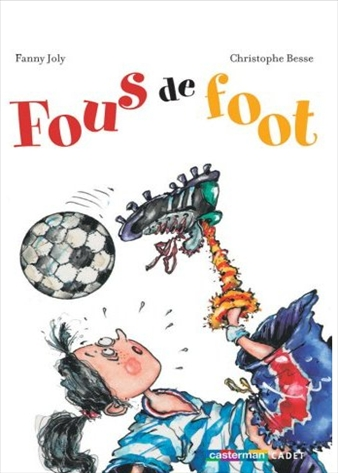 Fanny Joly
Christophe Besse
Fous de foot
casterman CADET